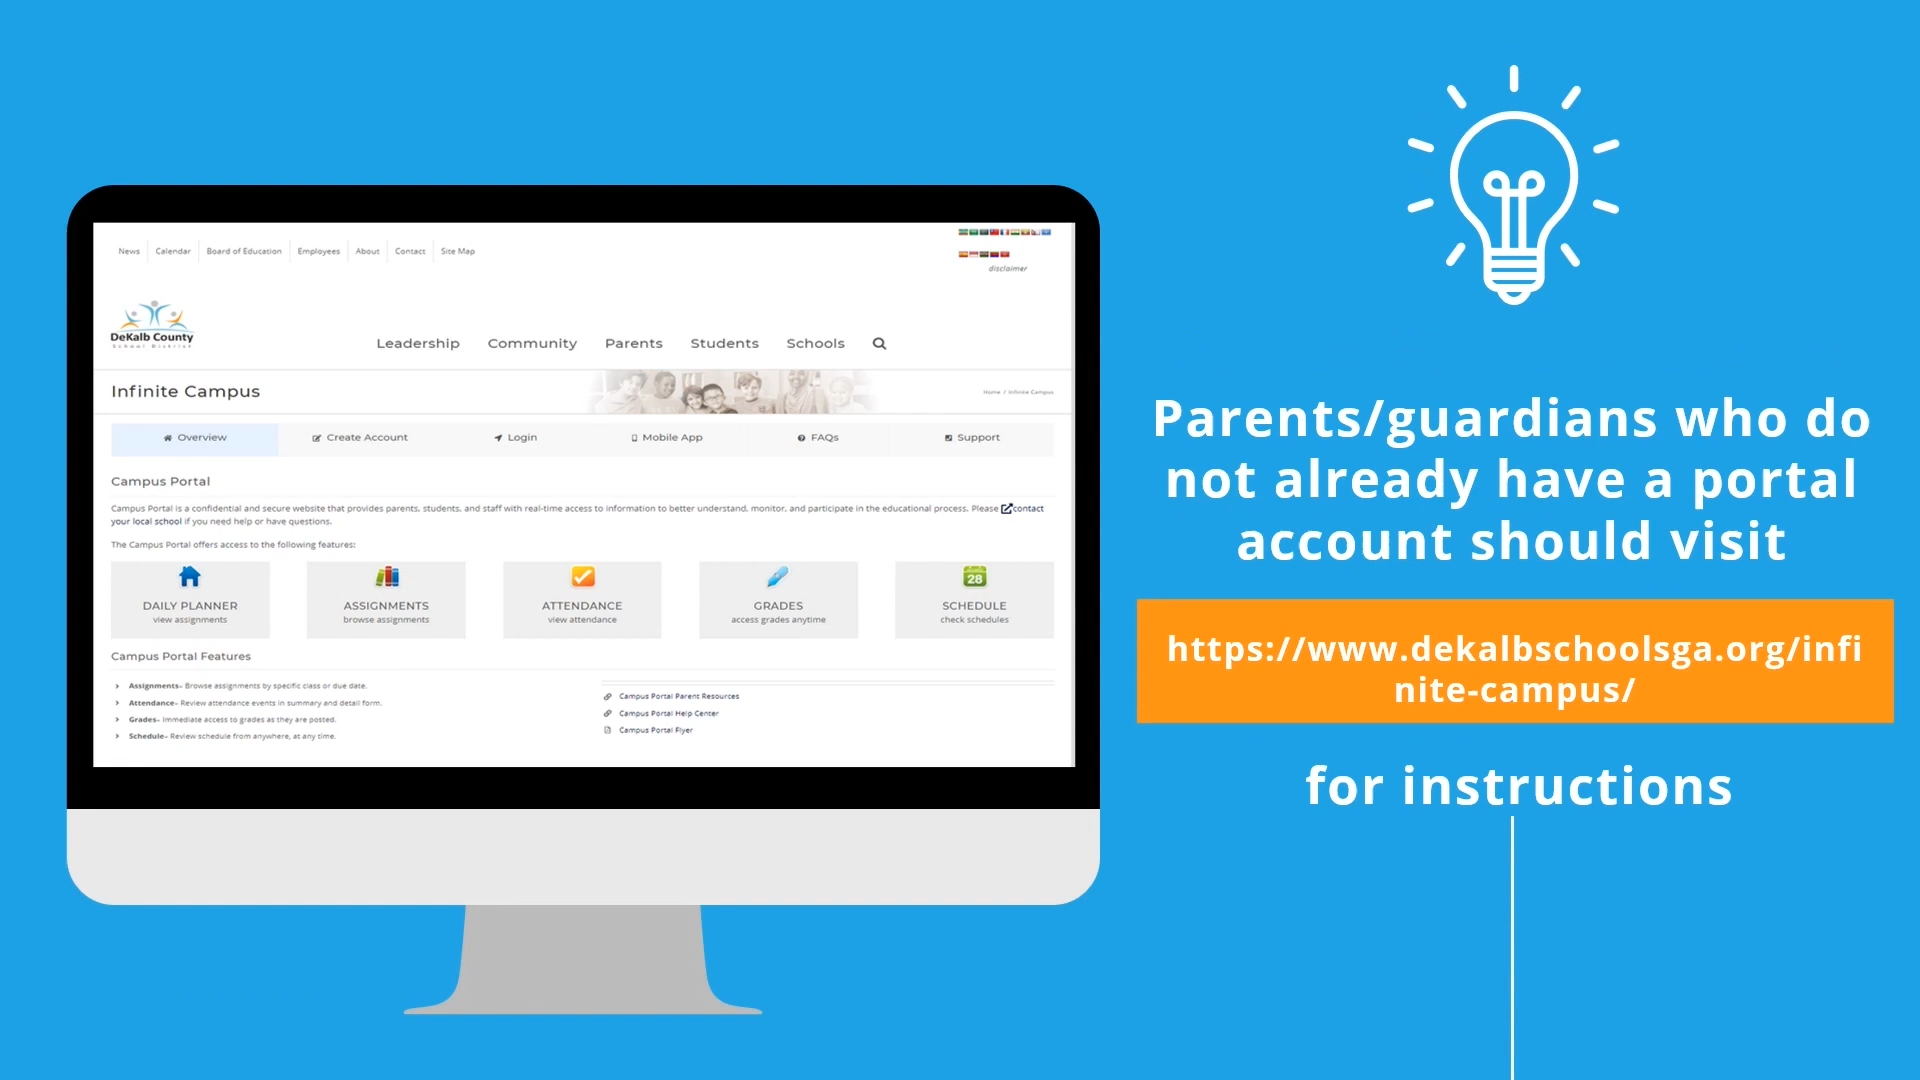 News
Calendar
Board of Education
Employees
About
Contact
Site Map
disclaimer
DeKalb County
School District
Leadership
Community
Parents
Students
Schools
Infinite Campus
Home / Infinite Campus
Overview
Create Account
Login
Mobile App
FAQs
Support
Campus Portal
Campus Portal is a confidential and secure website that provides parents, students, and staff with real-time access to information to better understand, monitor, and participate in the educational process. Please contact
your local school if you need help or have questions.
The Campus Portal offers access to the following features:
DAILY PLANNER
view assignments
ASSIGNMENTS
browse assignments
ATTENDANCE
view attendance
GRADES
access grades anytime
28
SCHEDULE
check schedules
Campus Portal Features
Assignments– Browse assignments by specific class or due date.
Attendance– Review attendance events in summary and detail form.
Grades– Immediate access to grades as they are posted.
Schedule– Review schedule from anywhere, at any time.
Campus Portal Parent Resources
Campus Portal Help Center
Campus Portal Flyer
Parents/guardians who do
not already have a portal
account should visit
https://www.dekalbschoolsga.org/infi
nite-campus/
for instructions